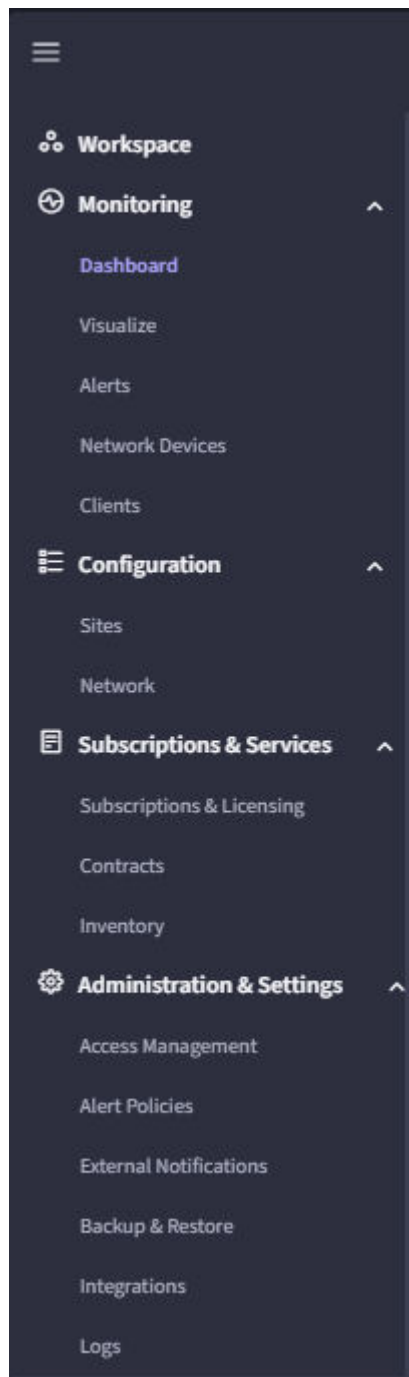 Workspace
Monitoring
Dashboard
Visualize
Alerts
Network Devices
Clients
Configuration
Sites
Network
Subscriptions & Services
Subscriptions & Licensing
Contracts
Inventory
Administration & Settings
Access Management
Alert Policies
External Notifications
Backup & Restore
Integrations
Logs